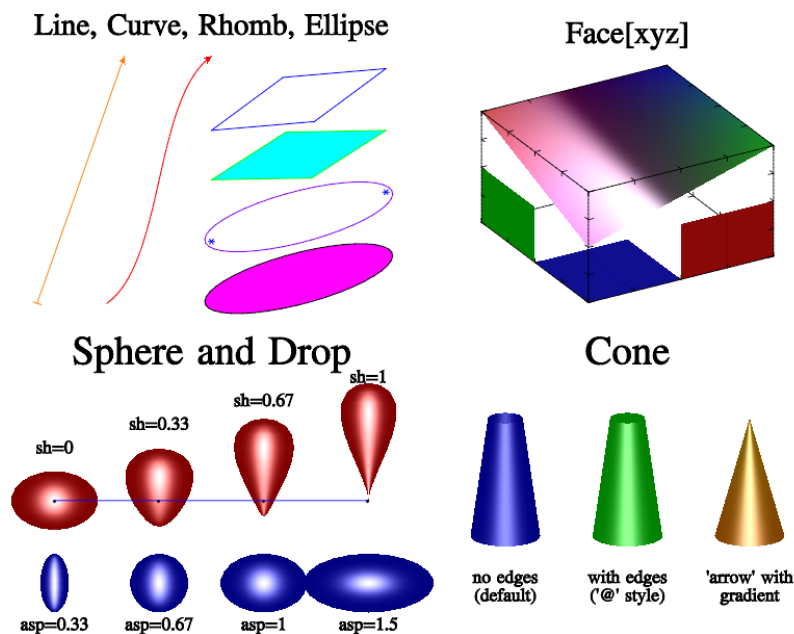 Line, Curve, Rhomb, Ellipse
Face[xyz]
Sphere and Drop
sh=0
sh=0.33
sh=0.67
sh=1
asp=0.33
asp=0.67
asp=1
asp=1.5
Cone
no edges
(default)
with edges
('@' style)
'arrow' with
gradient